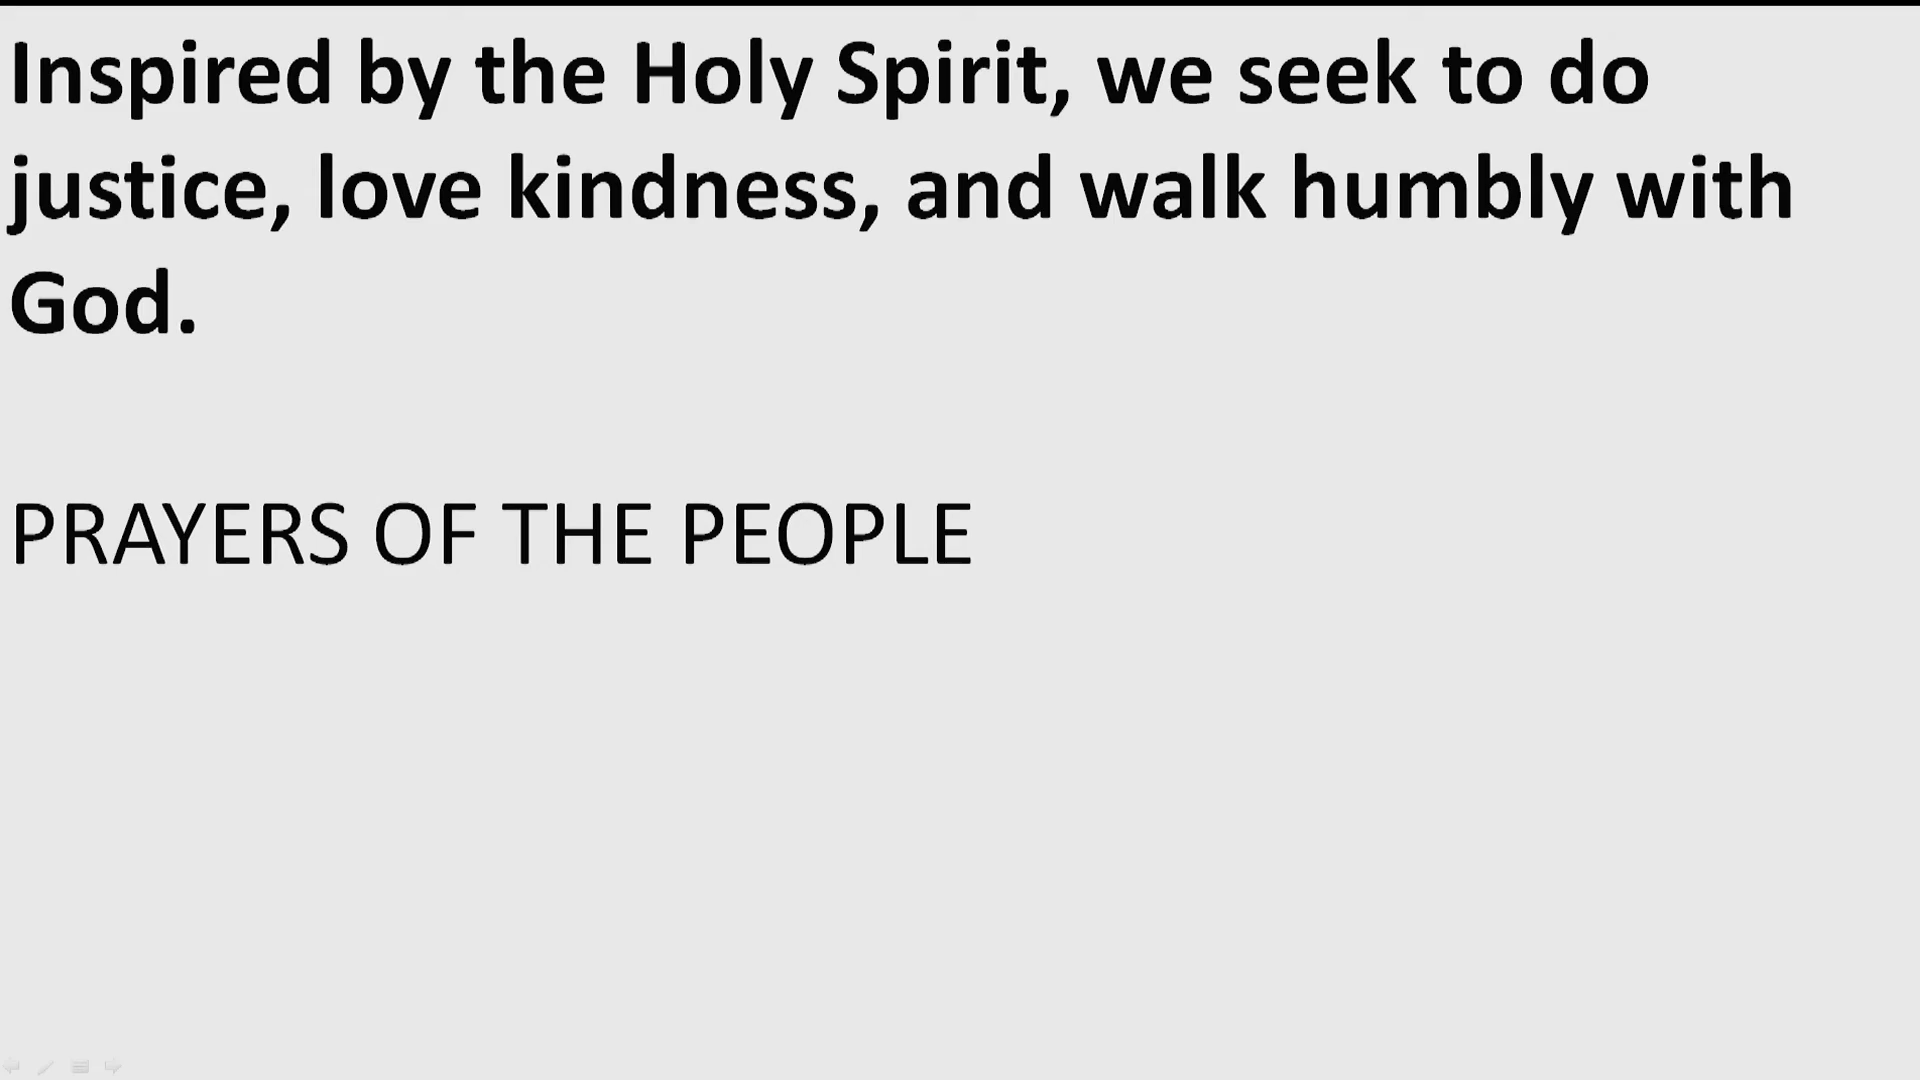 Inspired by the Holy Spirit, we seek to do
justice, love kindness, and walk humbly with
God.
PRAYERS OF THE PEOPLE